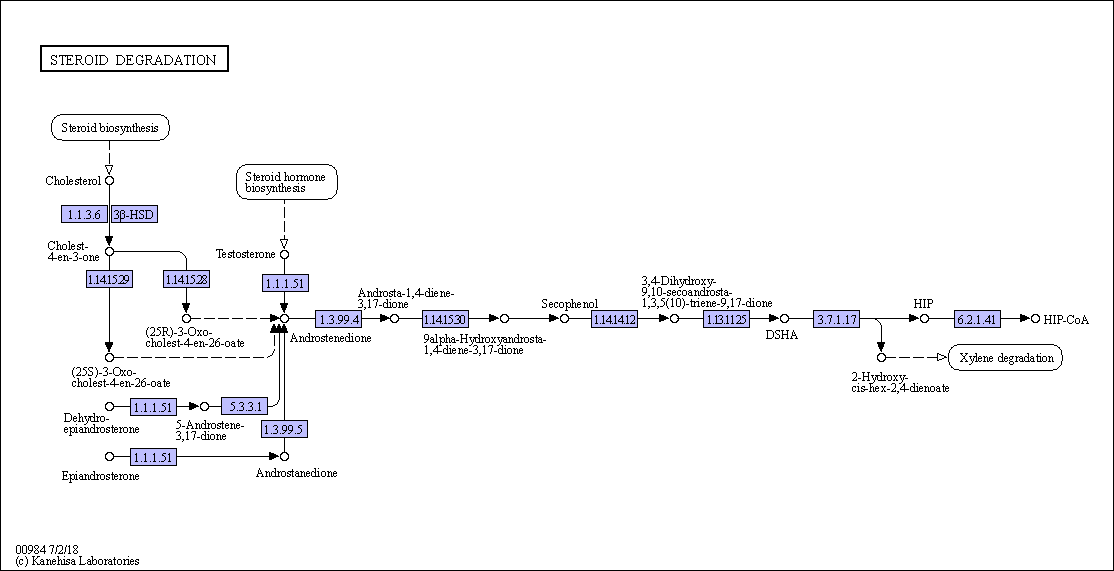 STEROID DEGRADATION
Steroid biosynthesis
Cholesterol
1.1.3.6
3β-HSD
Cholest-
4-en-3-one
1.14.15.29
1.14.15.28
(25R)-3-Oxo-
cholest-4-en-26-oate
(25S)-3-Oxo-
cholest-4-en-26-oate
Steroid hormone
biosynthesis
Testosterone
1.1.1.51
Androstenedione
1.3.99.4
Androsta-1,4-diene-
3,17-dione
1.14.15.30
9alpha-Hydroxyandrosta-
1,4-diene-3,17-dione
Secophenol
1.14.14.12
3,4-Dihydroxy-
9,10-secoandrosta-
1,3,5(10)-triene-9,17-dione
1.13.11.25
DSHA
3.7.1.17
HIP
6.2.1.41
HIP-CoA
2-Hydroxy-
cis-hex-2,4-dienoate
Xylene degradation
Dehydro-
epiandrosterone
1.1.1.51
5-Androstene-
3,17-dione
5.3.3.1
1.3.99.5
Epiandrosterone
1.1.1.51
Androstanedione
00984 7/2/18
(c) Kanehisa Laboratories